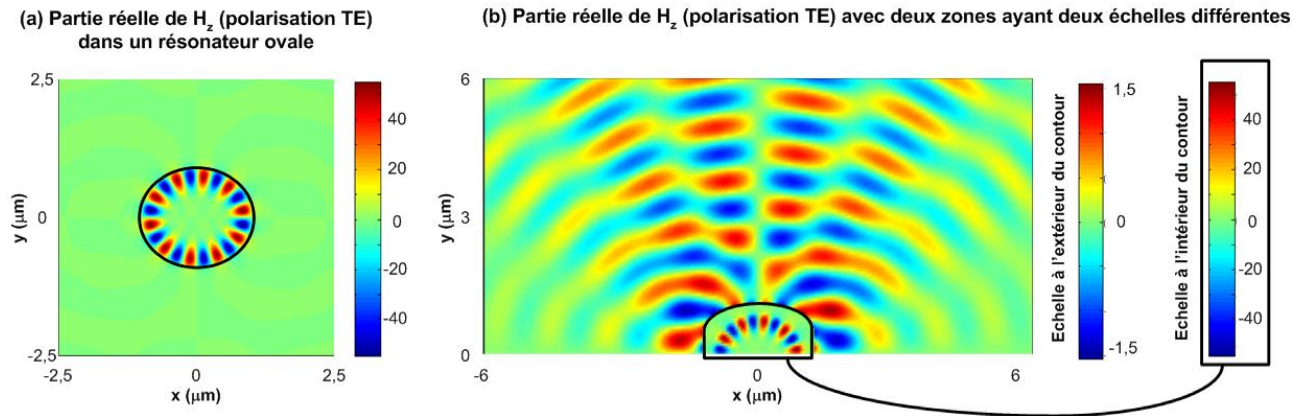 (a) Partie réelle de Hz (polarisation TE)
dans un résonateur ovale
2,5
y (μm)
0
-2,5
-2,5
0
2,5
x (μm)
40
20
0
-20
-40
(b) Partie réelle de Hz (polarisation TE) avec deux zones ayant deux échelles différentes
6
y (μm)
3
0
-6
0
6
x (μm)
Echelle à l'extérieur du contour
1,5
0
-1,5
Echelle à l'intérieur du contour
40
20
0
-20
-40